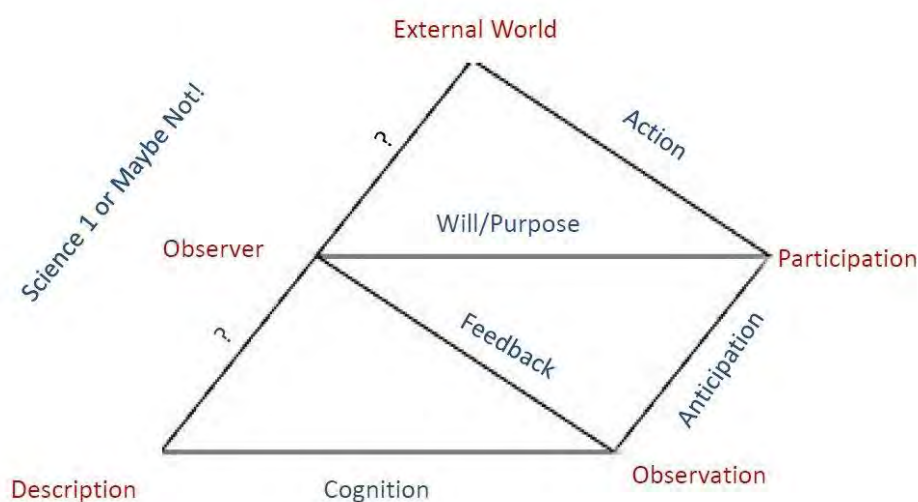 External World
Science 1 or Maybe Not!
?
Action
Will/Purpose
Observer
Participation
?
Feedback
Anticipation
Description
Cognition
Observation